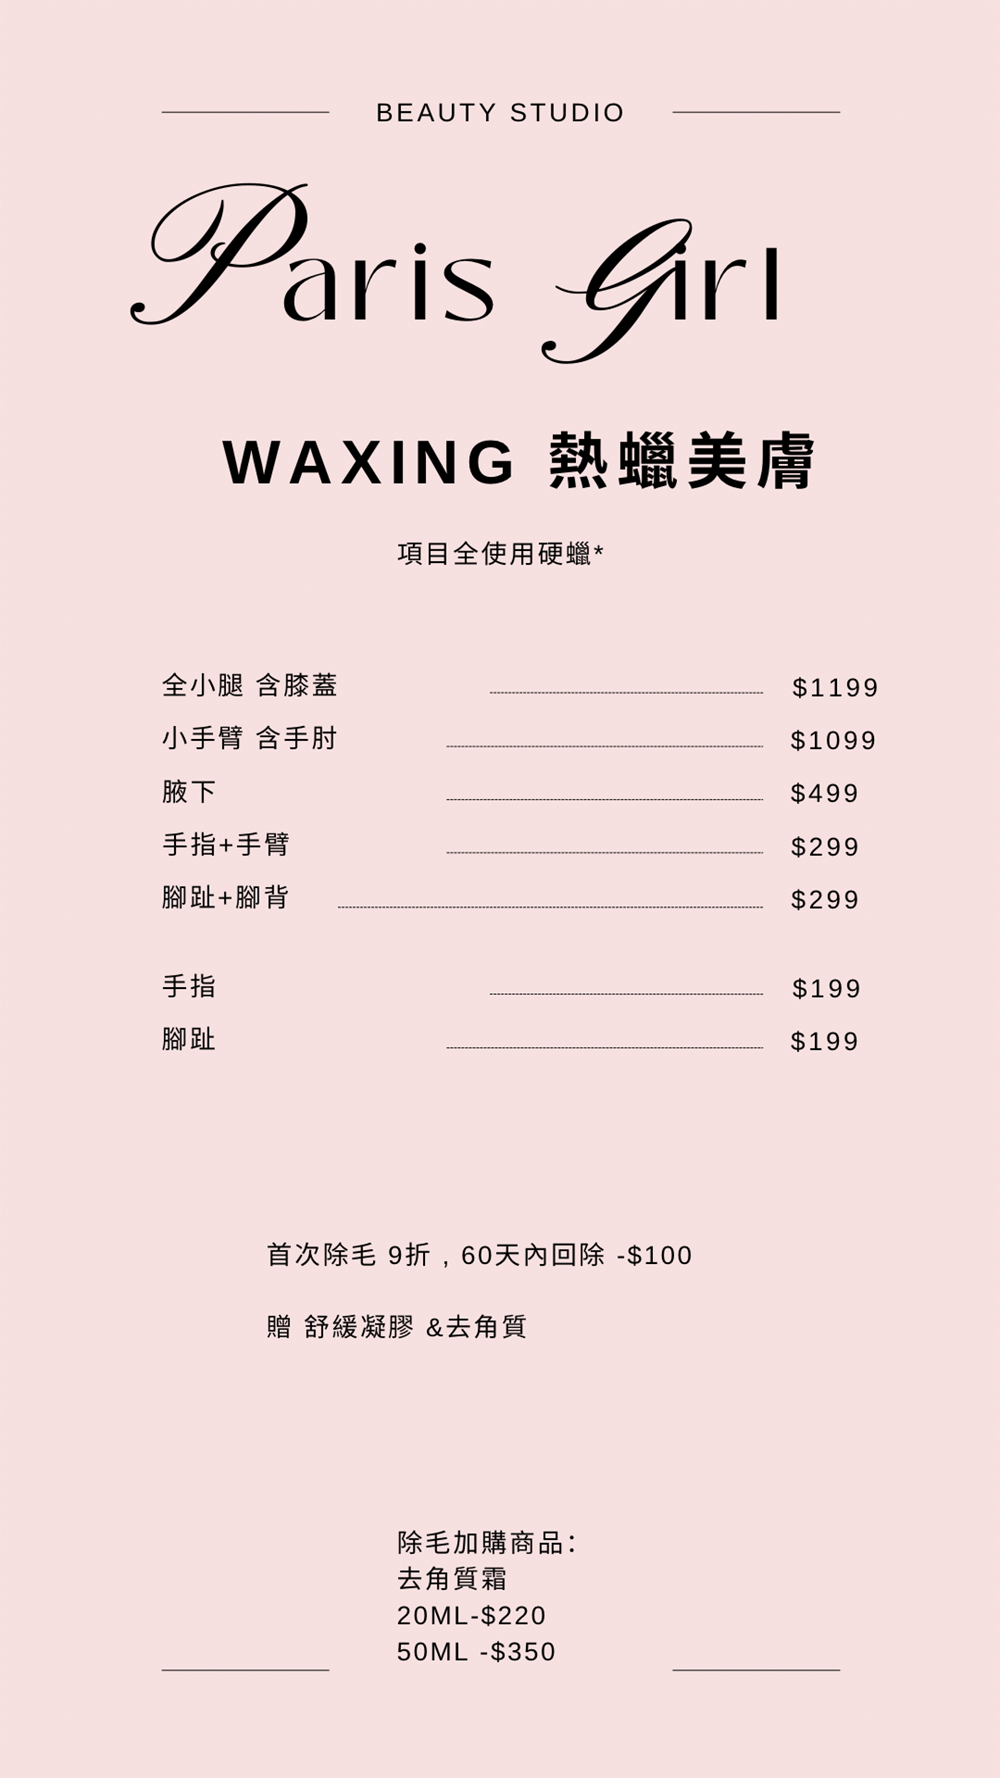 BEAUTY STUDIO
Paris Girl
WAXING 熱蠟美膚
項目全使用硬蠟*
全小腿 含膝蓋 $1199
小手臂 含手肘 $1099
腋下 $499
手指+手臂 $299
腳趾+腳背 $299
手指 $199
腳趾 $199
首次除毛 9折 , 60天內回除 -$100
贈 舒緩凝膠 &去角質
除毛加購商品:
去角質霜
20ML-$220
50ML -$350